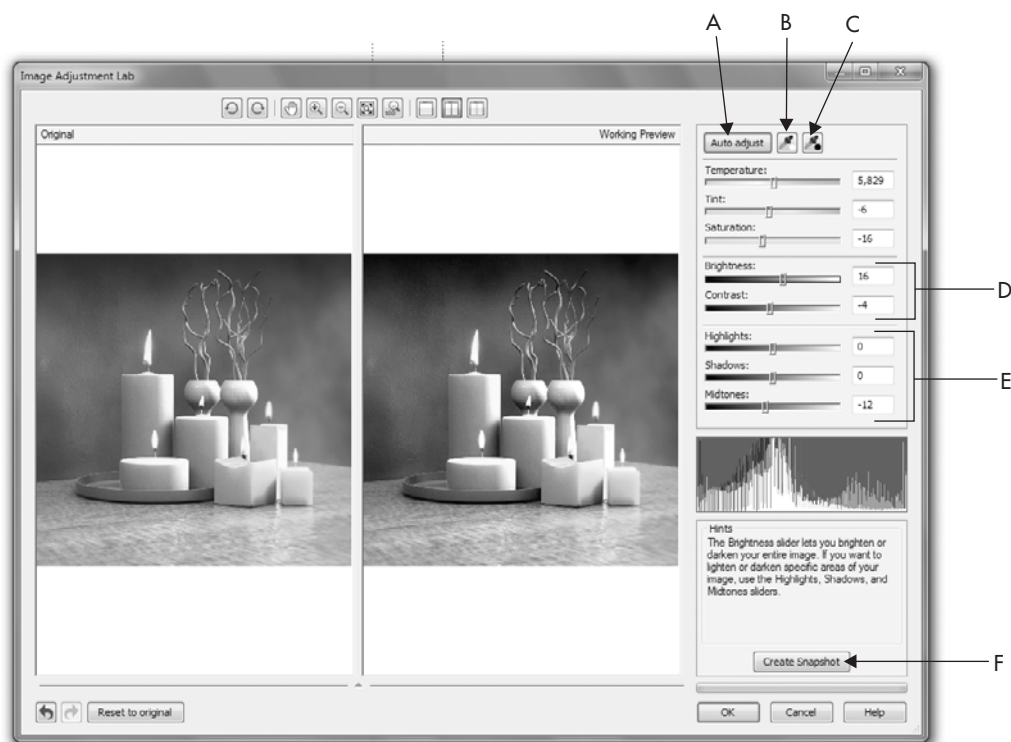 A B C
Image Adjustment Lab
Original
Working Preview
Auto adjust
Temperature:
5,829
Tint:
-6
Saturation:
-16
Brightness:
16
Contrast:
-4
D
Highlights:
0
Shadows:
0
Midtones:
-12
E
Hints
The Brightness slider lets you brighten or
darken your entire image. If you want to
lighten or darken specific areas of your
image, use the Highlights, Shadows, and
Midtones sliders.
Create Snapshot
F
Reset to original
OK
Cancel
Help